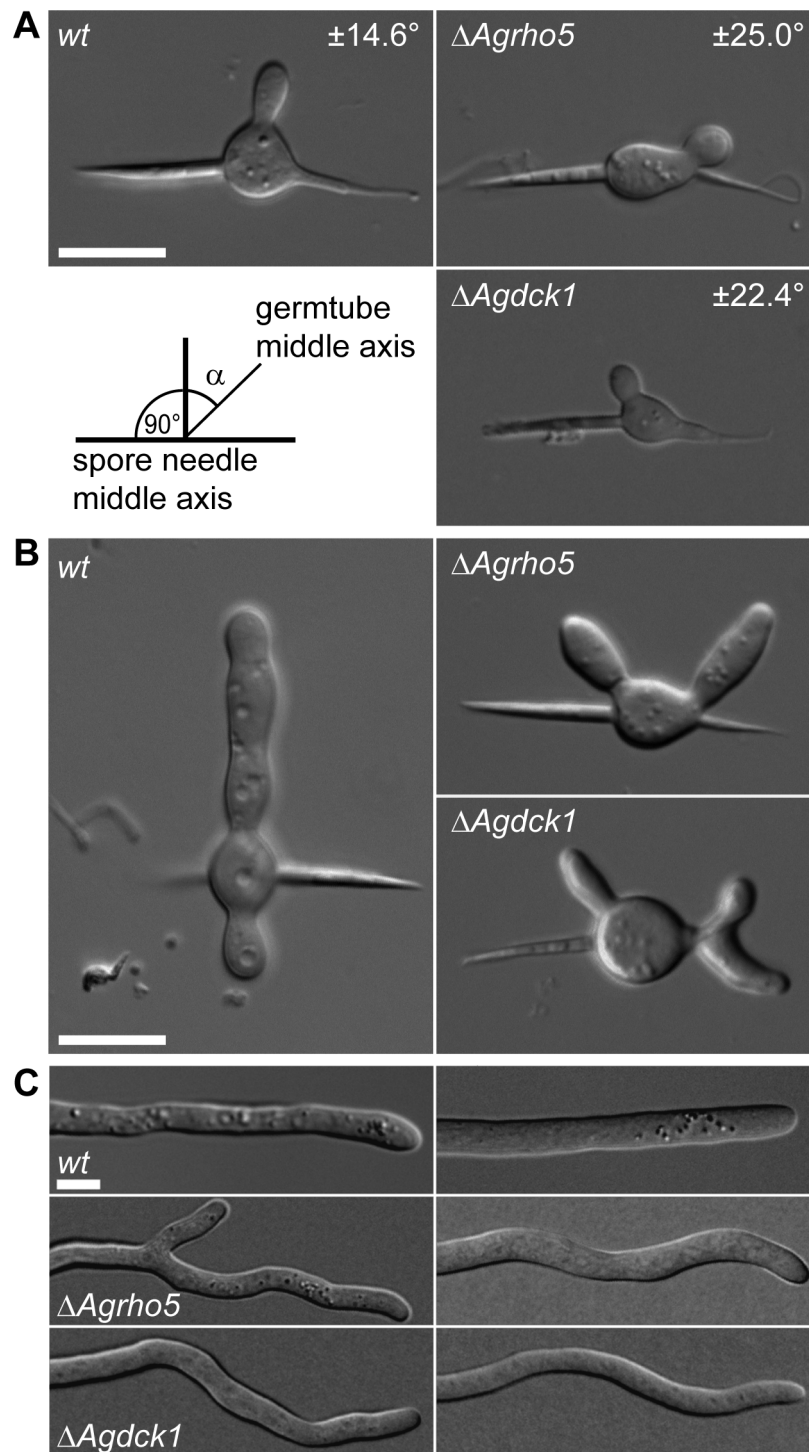 A
wt
±14.6°
ΔAgrho5
±25.0°
ΔAgdck1
±22.4°
germtube
middle axis
α
90°
spore needle
middle axis
B
wt
ΔAgrho5
ΔAgdck1
C
wt
ΔAgrho5
ΔAgdck1